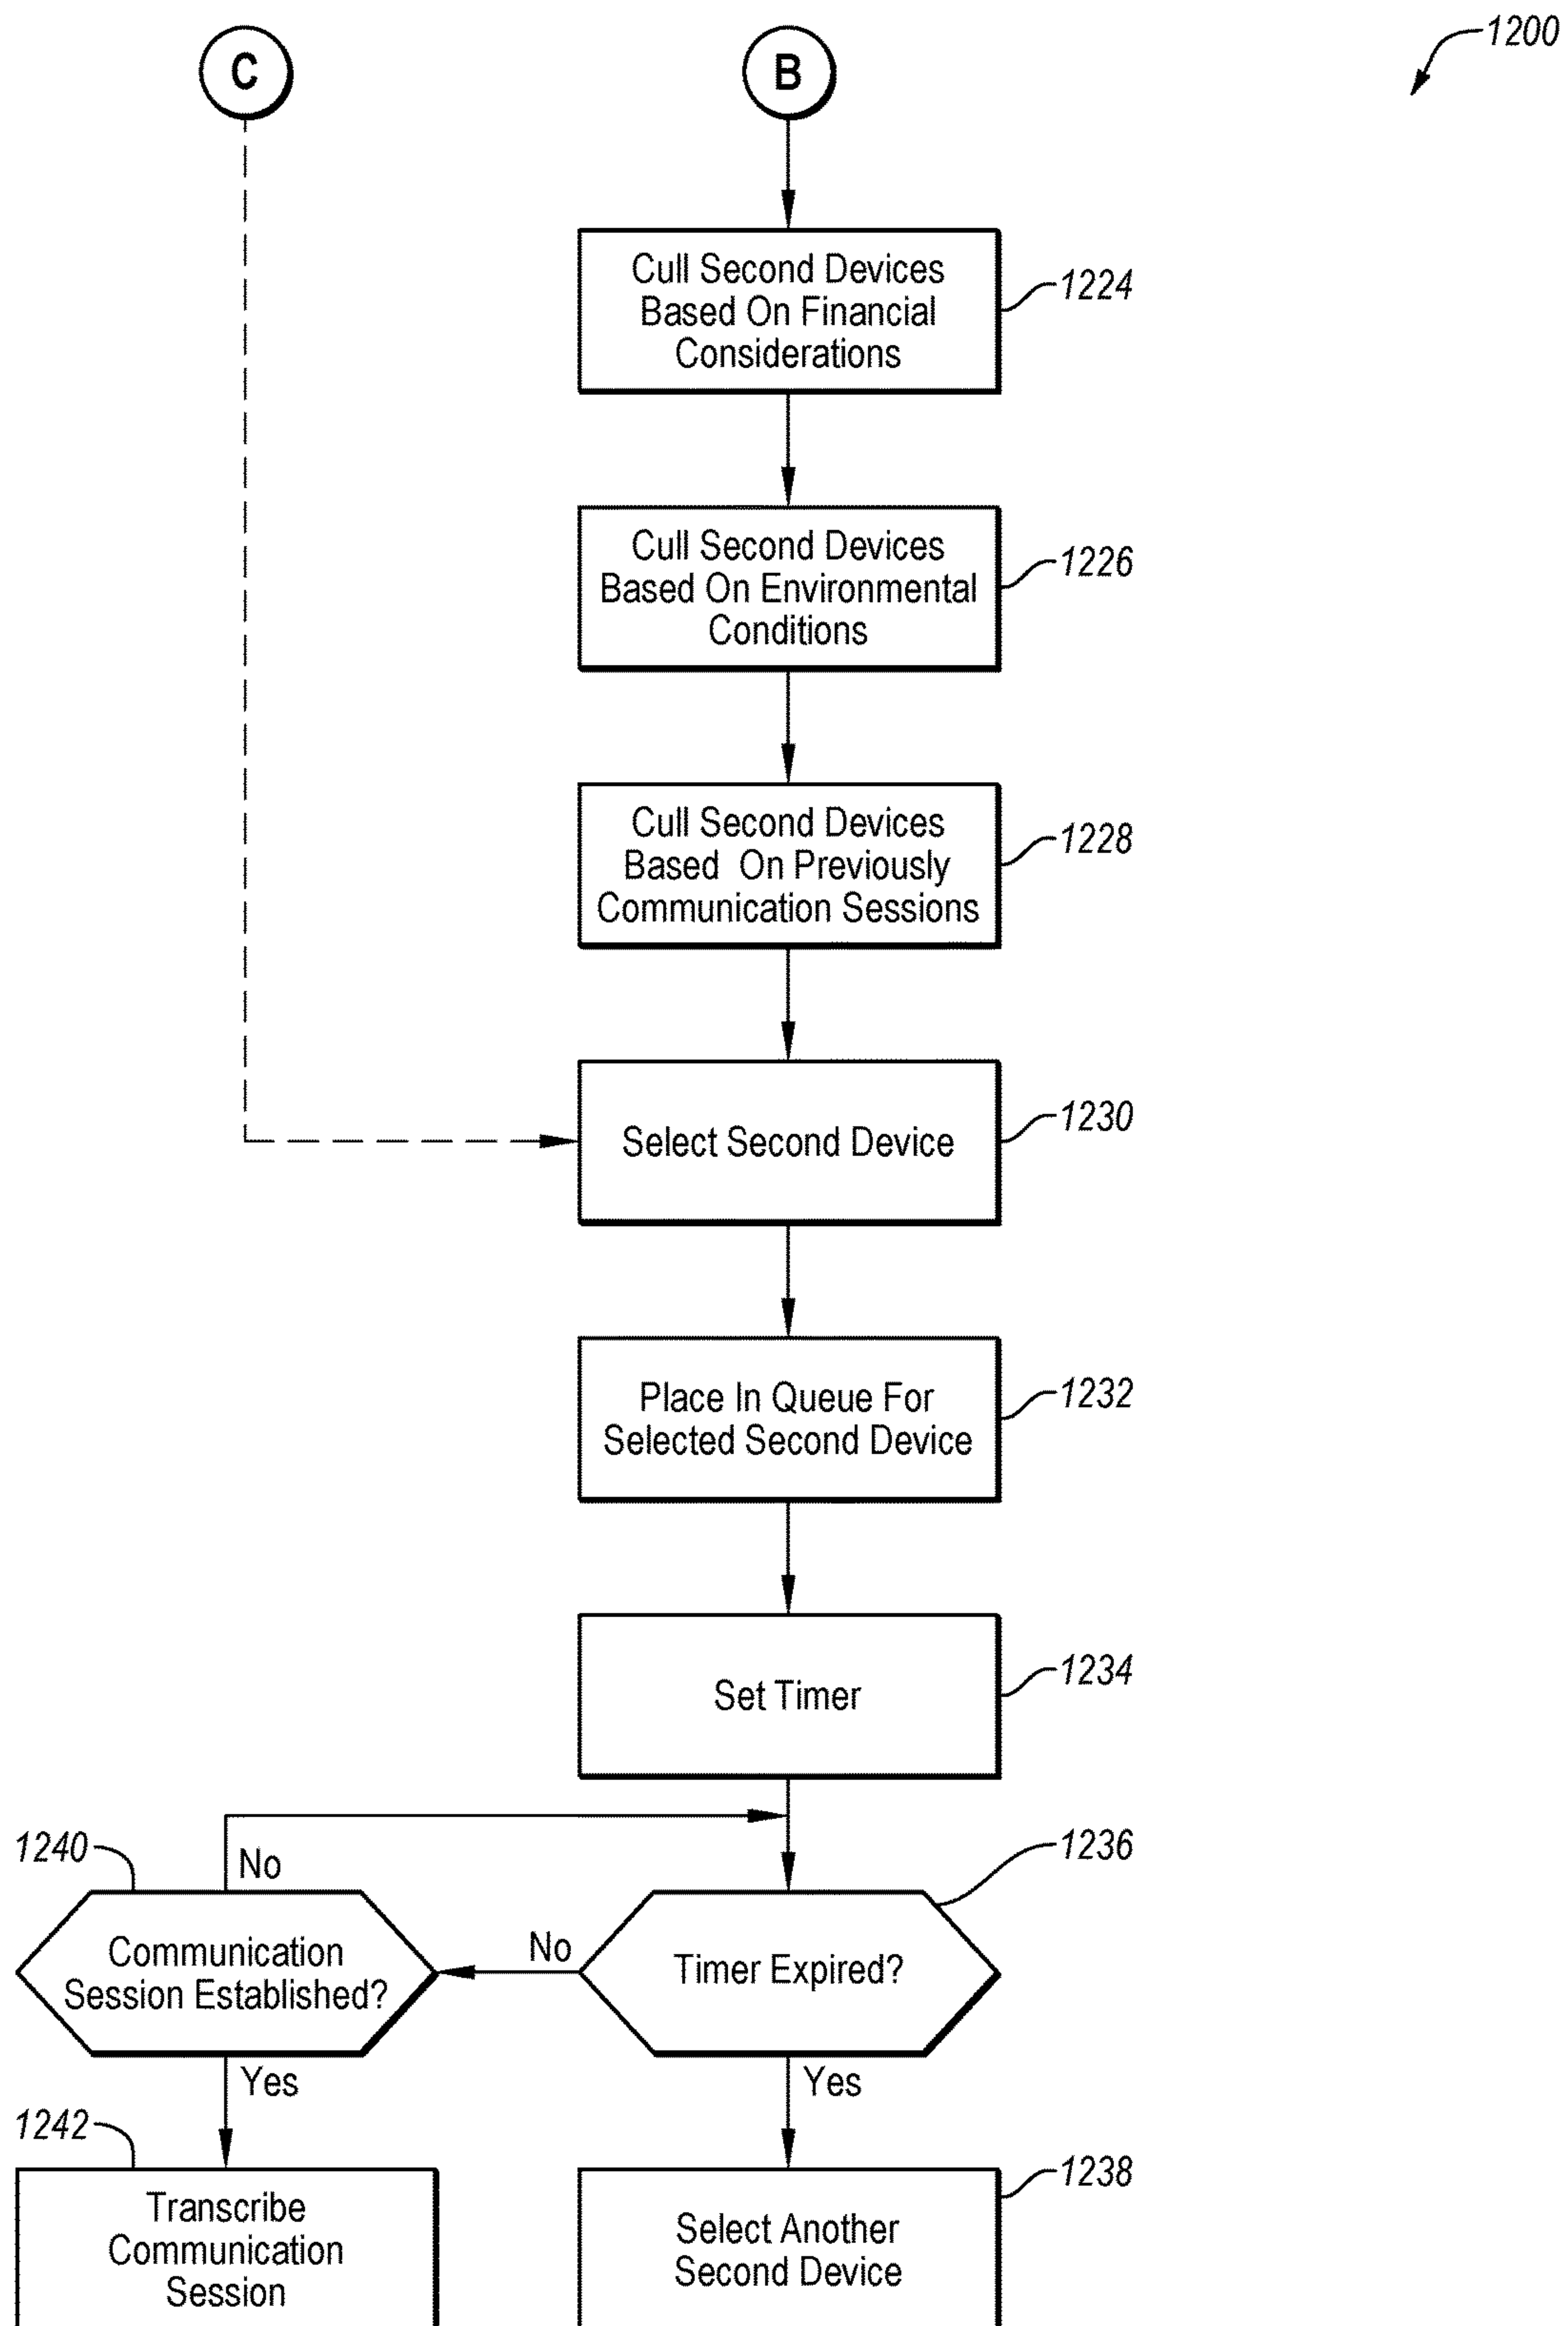 C
B
1200
Cull Second Devices
Based On Financial
Considerations
1224
Cull Second Devices
Based On Environmental
Conditions
1226
Cull Second Devices
Based On Previously
Communication Sessions
1228
Select Second Device
1230
Place In Queue For
Selected Second Device
1232
Set Timer
1234
1240
No
1236
Communication
Session Established?
No
Timer Expired?
Yes
Yes
1242
1238
Transcribe
Communication
Session
Select Another
Second Device